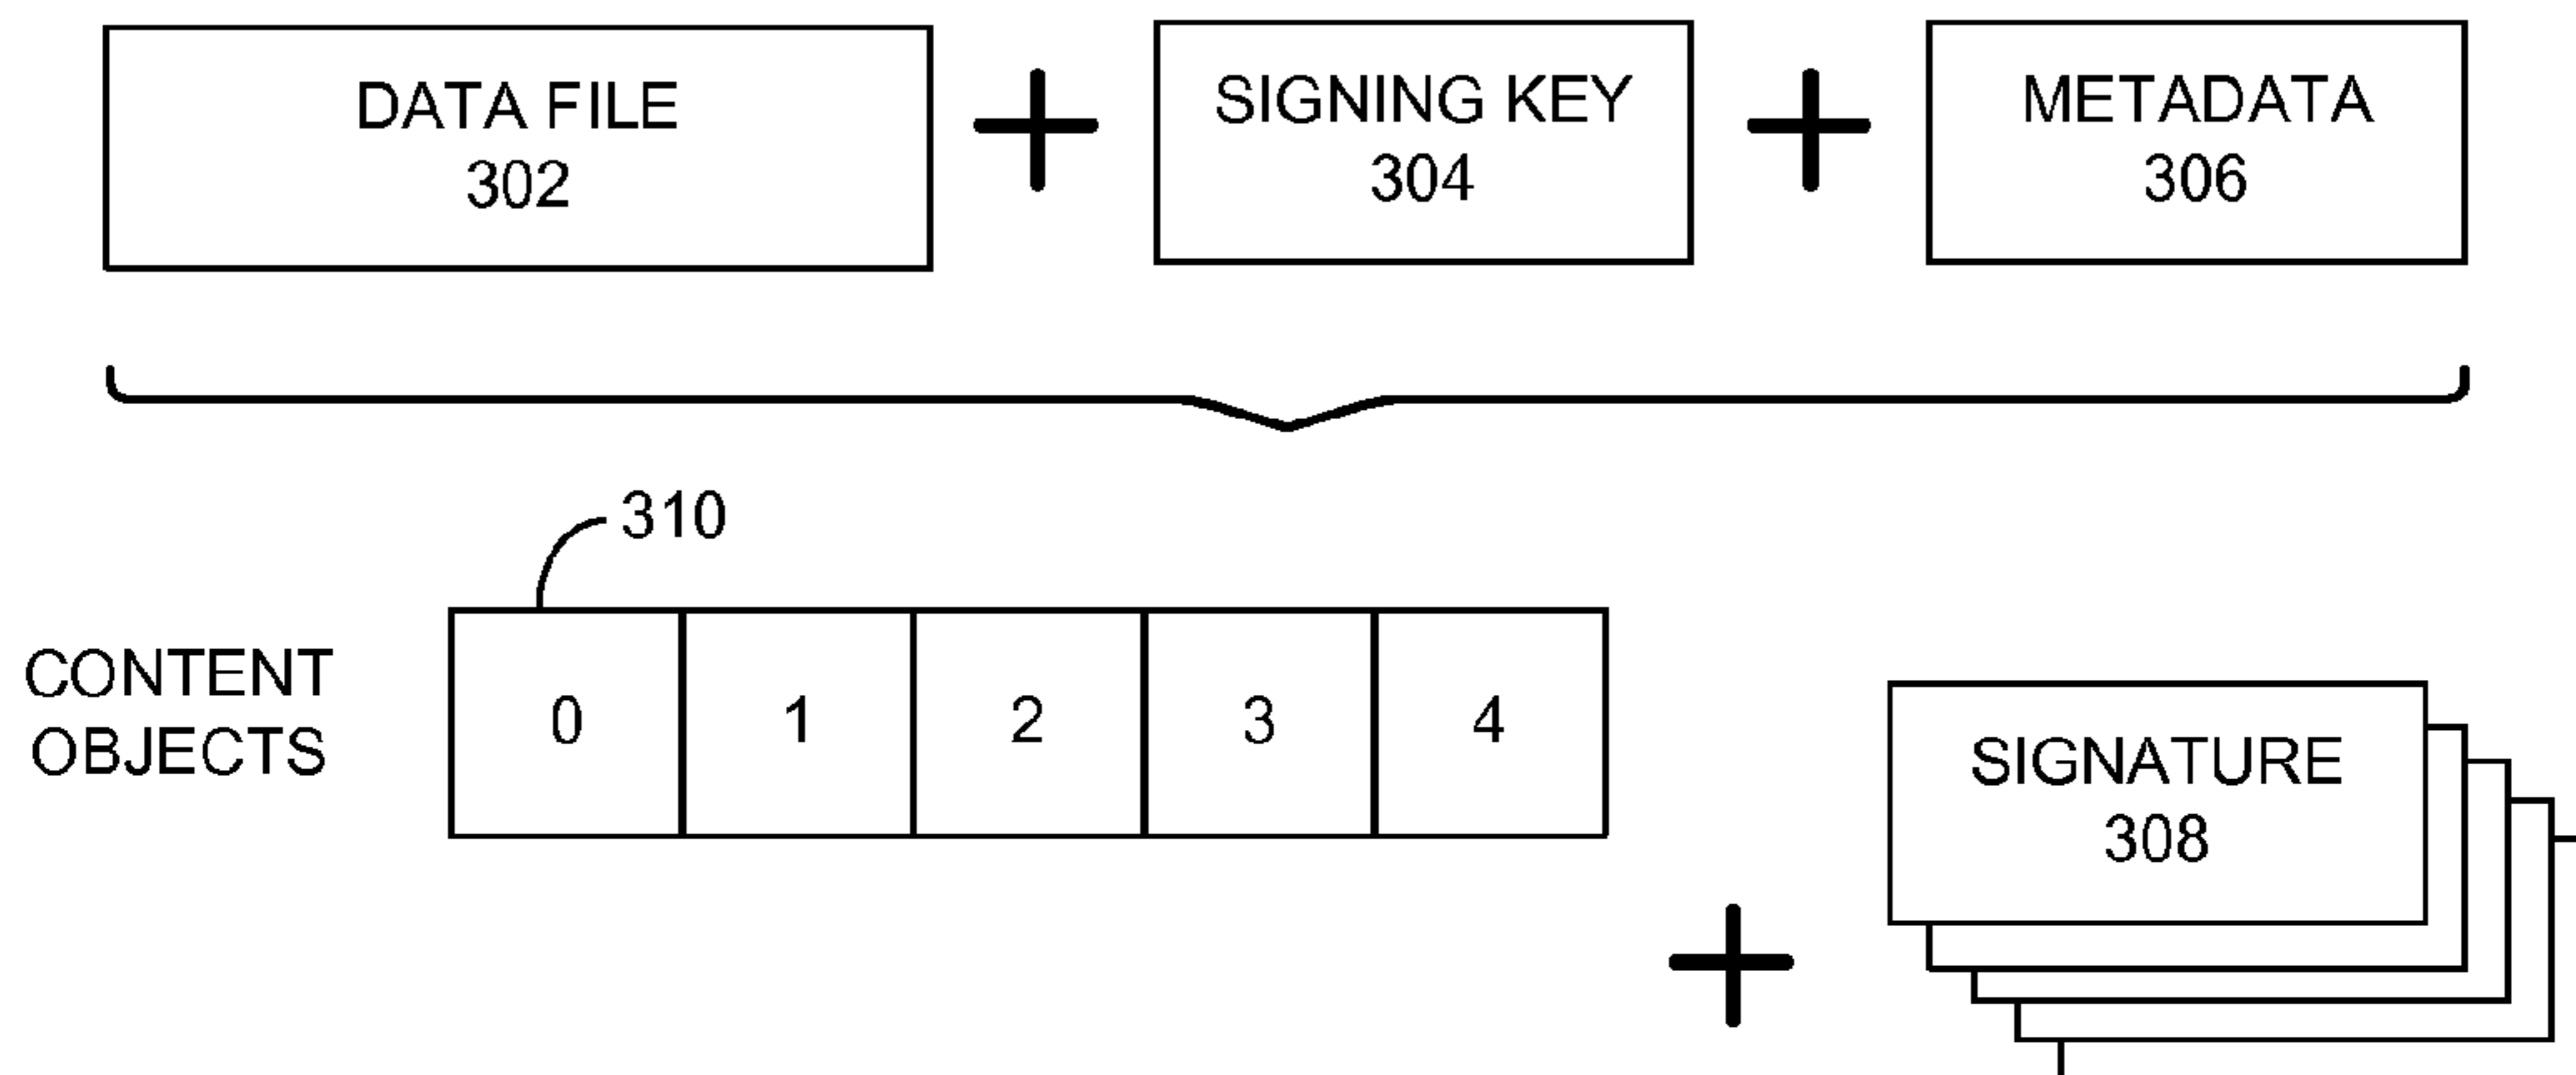 DATA FILE
302
SIGNING KEY
304
METADATA
306
310
CONTENT
OBJECTS
0 1 2 3 4
SIGNATURE
308